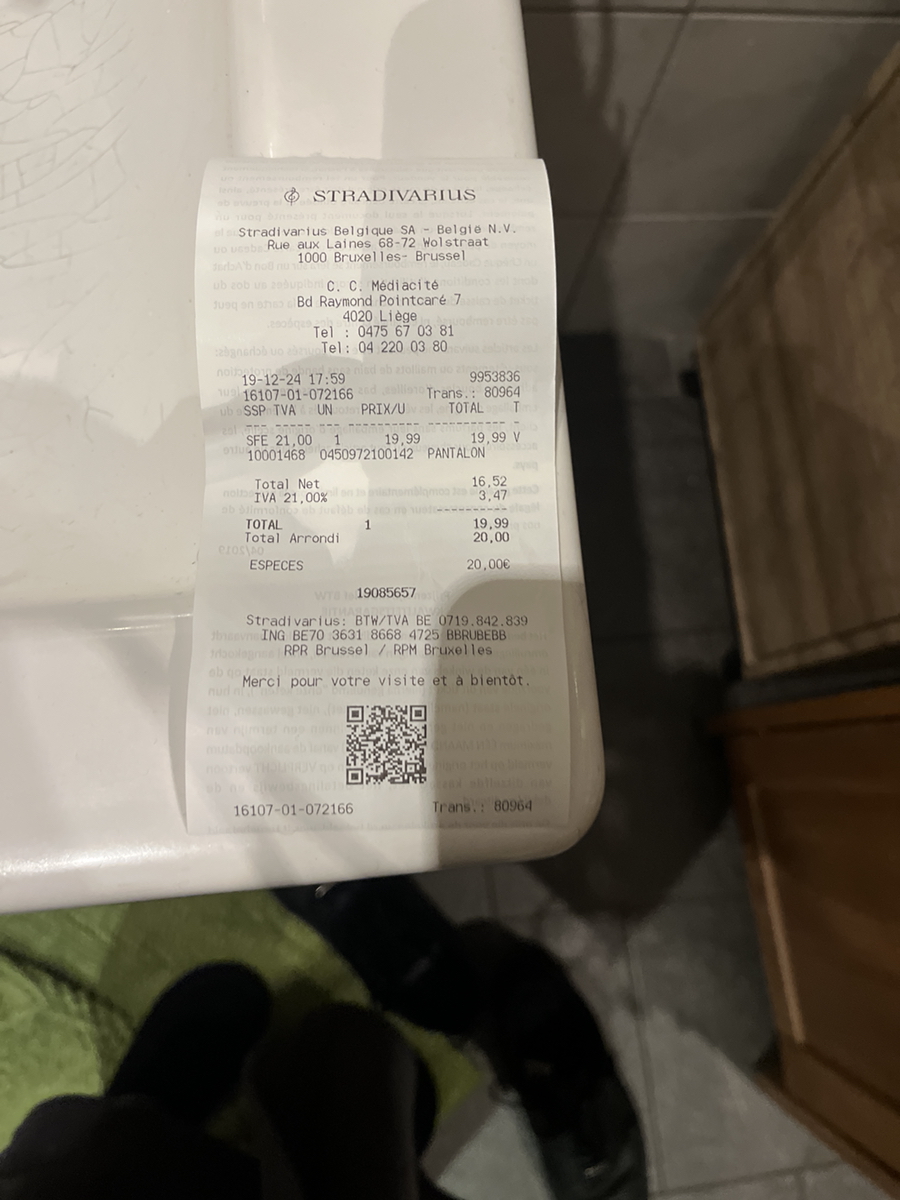 STRADIVARIUS
Stradivarius Belgique SA - België N.V.
Rue aux Laines 68-72 Wolstraat
1000 Bruxelles- Brussel
C. C. Médiacité
Bd Raymond Pointcaré 7
4020 Liège
Tel : 0475 67 03 81
Tel: 04 220 03 80
19-12-24 17:59 9953836
16107-01-072166 Trans.: 80964
SSP TVA UN PRIX/U TOTAL T
--- ----- --- ---------- ----------- -
SFE 21,00 1 19,99 19,99 V
10001468 0450972100142 PANTALON
Total Net 16,52
IVA 21,00% 3,47
----------
TOTAL 1 19,99
Total Arrondi 20,00
ESPECES 20,00€
19085657
Stradivarius: BTW/TVA BE 0719.842.839
ING BE70 3631 8668 4725 BBRUBEBB
RPR Brussel / RPM Bruxelles
Merci pour votre visite et à bientôt.
16107-01-072166 Trans.: 80964